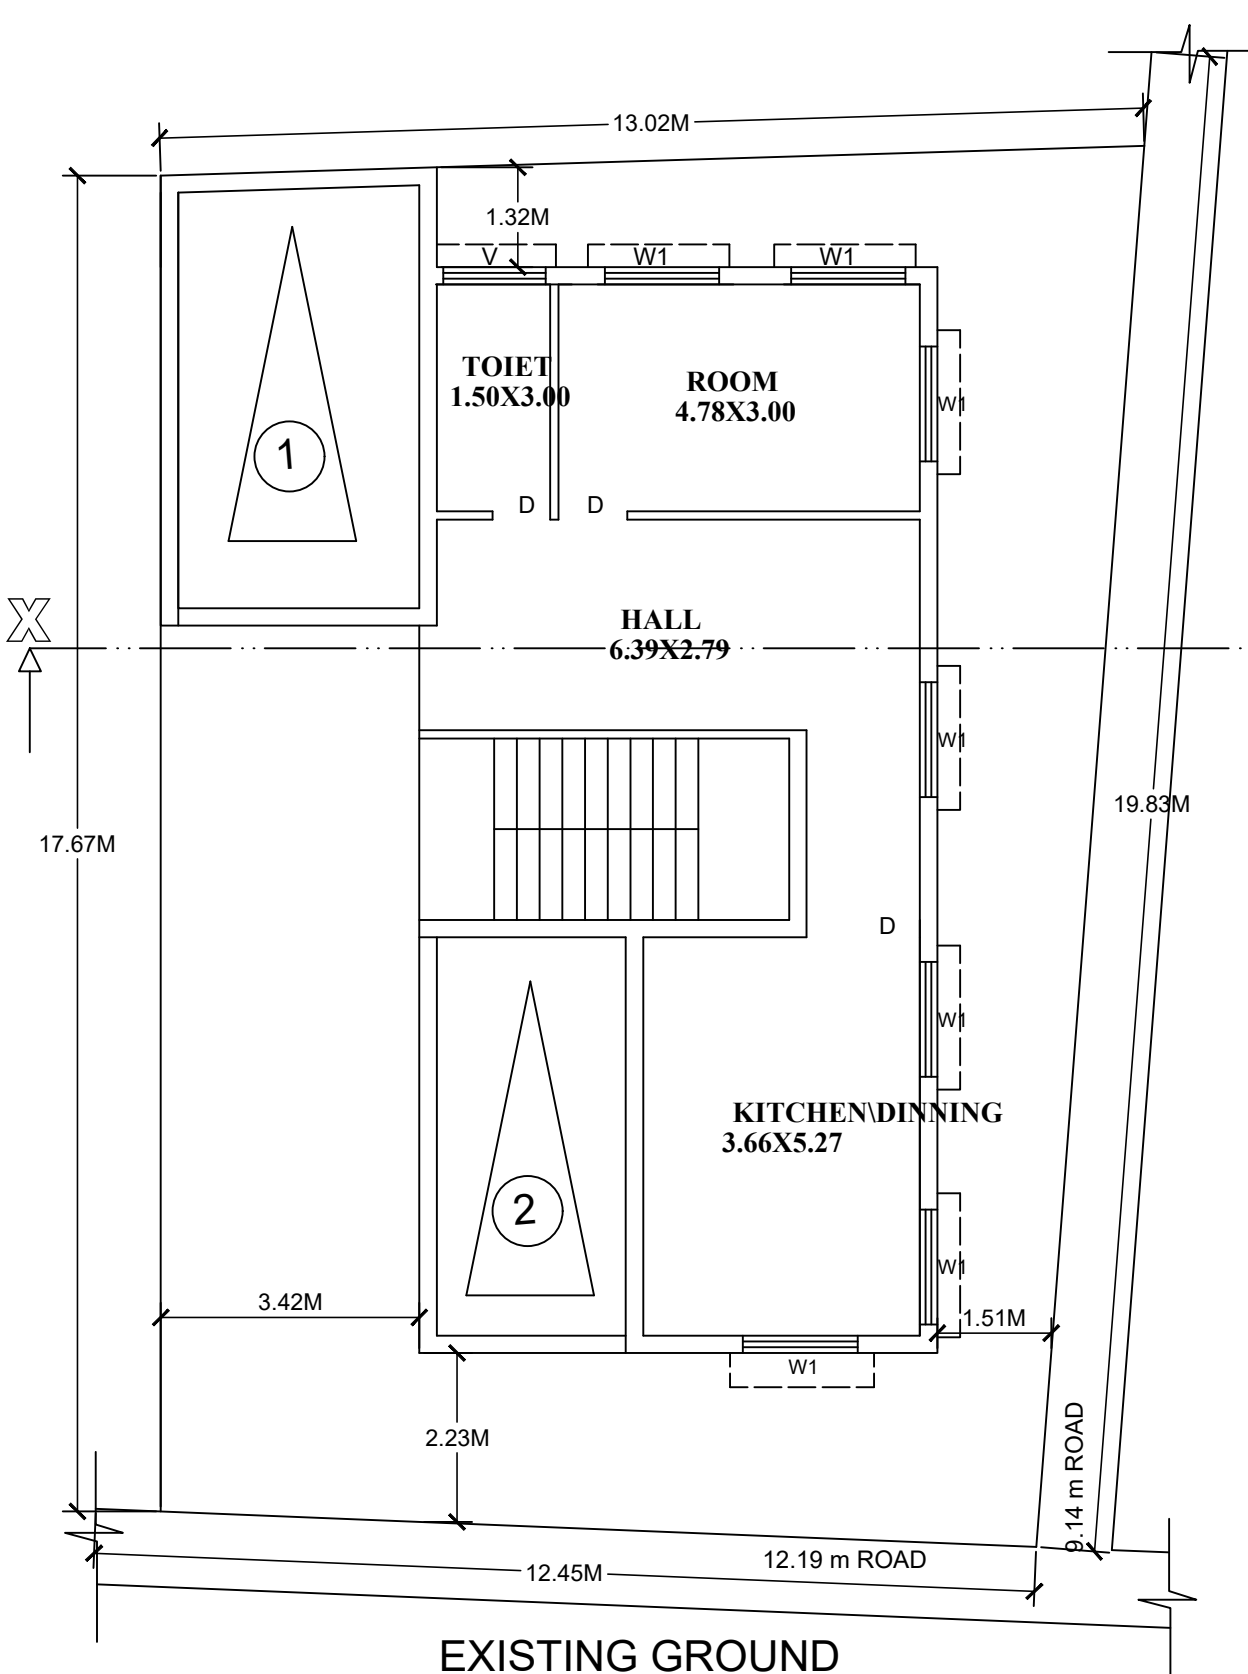 13.02M
1.32M
V
W1
W1
TOIET
1.50X3.00
ROOM
4.78X3.00
W1
1
D
D
X
HALL
6.39X2.79
W1
19.83M
17.67M
D
W1
KITCHEN\DINNING
3.66X5.27
2
W1
3.42M
1.51M
W1
2.23M
9.14 m ROAD
12.19 m ROAD
12.45M
EXISTING GROUND